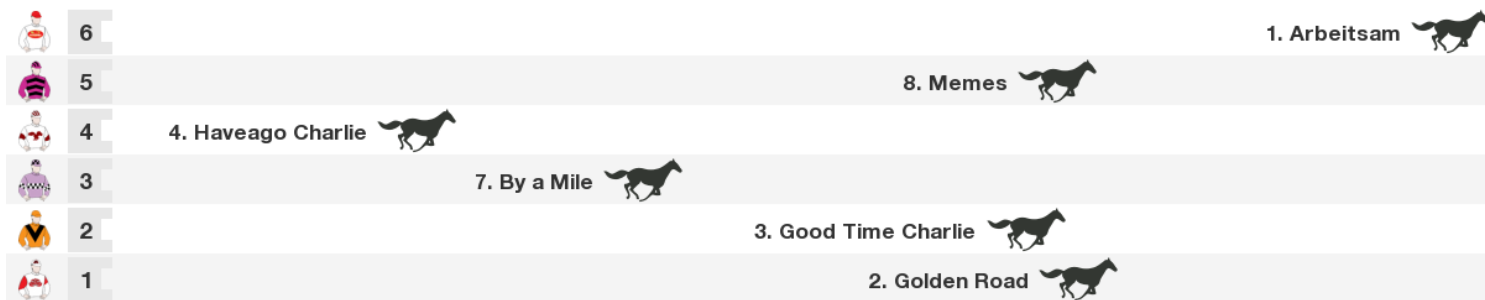 6 1. Arbeitsam
5 8. Memes
4 4. Haveago Charlie
3 7. By a Mile
2 3. Good Time Charlie
1 2. Golden Road